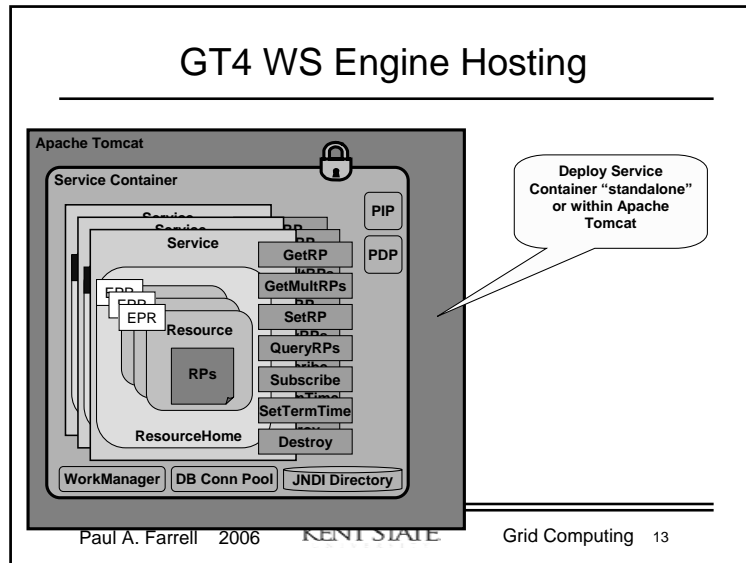 GT4 WS Engine Hosting
Apache Tomcat
Service Container
Service
Service
Service
PIP
PDP
GetRP
GetMultRPs
SetRP
QueryRPs
Subscribe
SetTermTime
Destroy
EPR
EPR
EPR
Resource
RPs
ResourceHome
WorkManager
DB Conn Pool
JNDI Directory
Deploy Service
Container “standalone”
or within Apache
Tomcat
Paul A. Farrell 2006
KENT STATE
Grid Computing 13